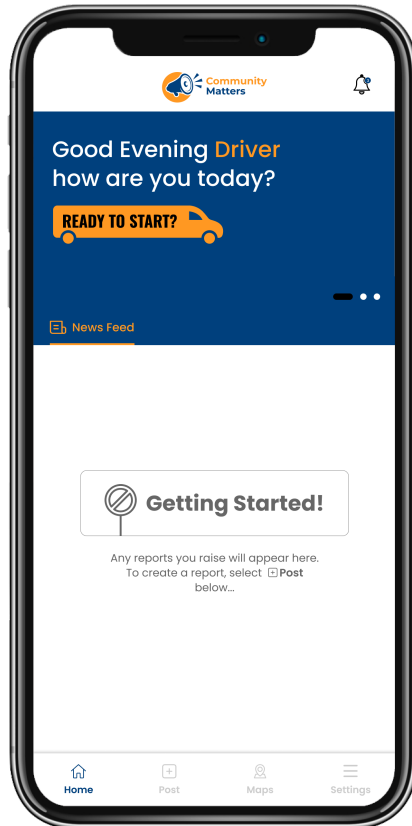 Community
Matters
Good Evening Driver
how are you today?
READY TO START?
News Feed
Getting Started!
Any reports you raise will appear here.
To create a report, select Post
below...
Home Post Maps Settings